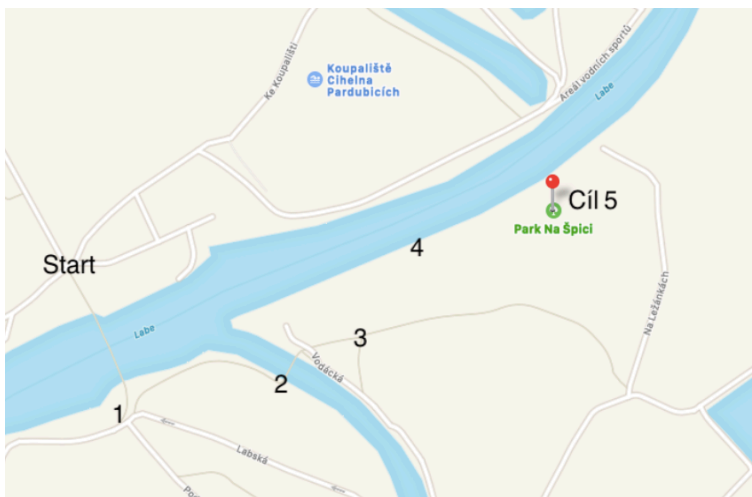 Ke Koupališti
Koupaliště
Cihelna
Pardubicích
Areál vodních sportů
Labe
Cíl 5
Park Na Špici
4
Start
Na Ležánkách
Labe
3
Vodácká
2
1
Labská